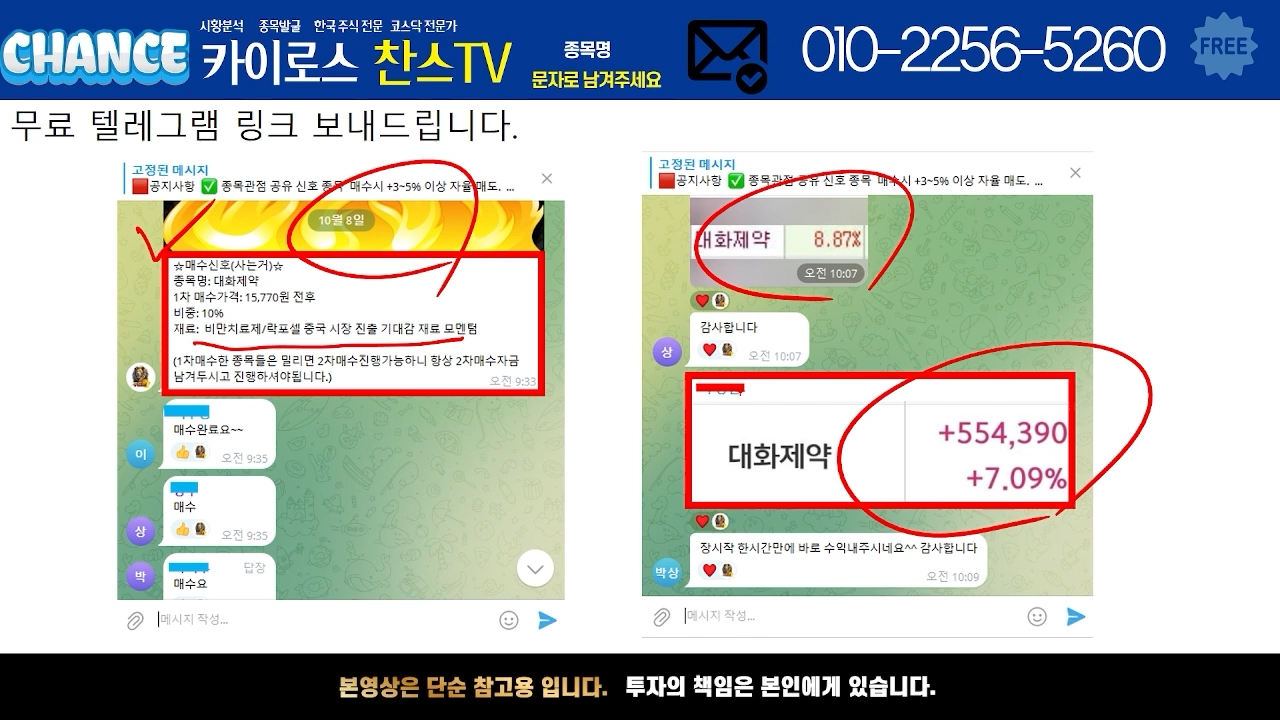 CHANCE
시황분석 종목발굴 한국 주식 전문 코스닥 전문가
카이로스 찬스TV
종목명
문자로 남겨주세요
010-2256-5260
FREE
무료 텔레그램 링크 보내드립니다.
고정된 메시지
🟥공지사항 ✅ 종목관점 공유 신호 종목 매수시 +3~5% 이상 자율 매도. ...
10월 8일
☆매수신호(사는거)☆
종목명: 대화제약
1차 매수가격: 15,770원 전후
비중: 10%
재료: 비만치료제/락포셀 중국 시장 진출 기대감 재료 모멘텀
(1차매수한 종목들은 밀리면 2차매수진행가능하니 항상 2차매수자금
남겨두시고 진행하셔야됩니다.)
오전 9:33
매수완료요~~
이
오전 9:35
매수
상
오전 9:35
답장
박
매수요
메시지 작성...
고정된 메시지
🟥공지사항 ✅ 종목관점 공유 신호 종목 매수시 +3~5% 이상 자율 매도. ...
대화제약 8.87%
오전 10:07
감사합니다
상
오전 10:07
대화제약
+554,390
+7.09%
장시작 한시간만에 바로 수익내주시네요^^ 감사합니다
박상
오전 10:09
메시지 작성...
본영상은 단순 참고용 입니다. 투자의 책임은 본인에게 있습니다.